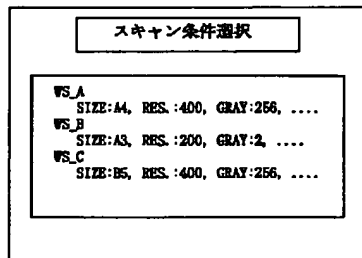 スキャン条件選択
WS_A
SIZE:A4, RES.:400, GRAY:256, ....
WS_B
SIZE:A3, RES.:200, GRAY:2, ....
WS_C
SIZE:B5, RES.:400, GRAY:256, ....